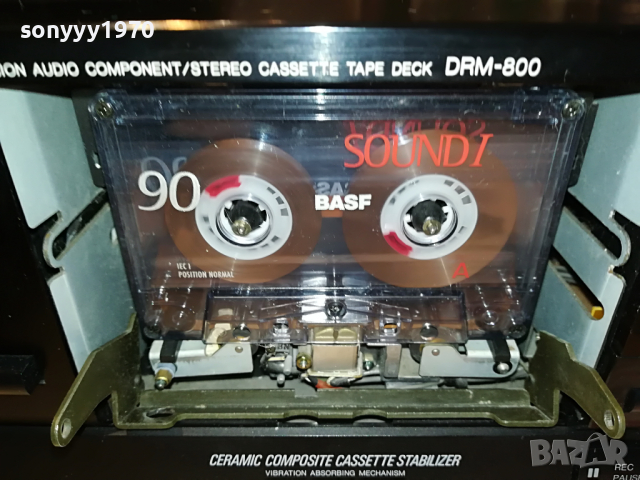 sonyyy1970
ION AUDIO COMPONENT/STEREO CASSETTE TAPE DECK DRM-800
SOUND I
90
BASF
IEC I
POSITION NORMAL
A
CERAMIC COMPOSITE CASSETTE STABILIZER
VIBRATION ABSORBING MECHANISM
BAZAR
REC
PAUSE